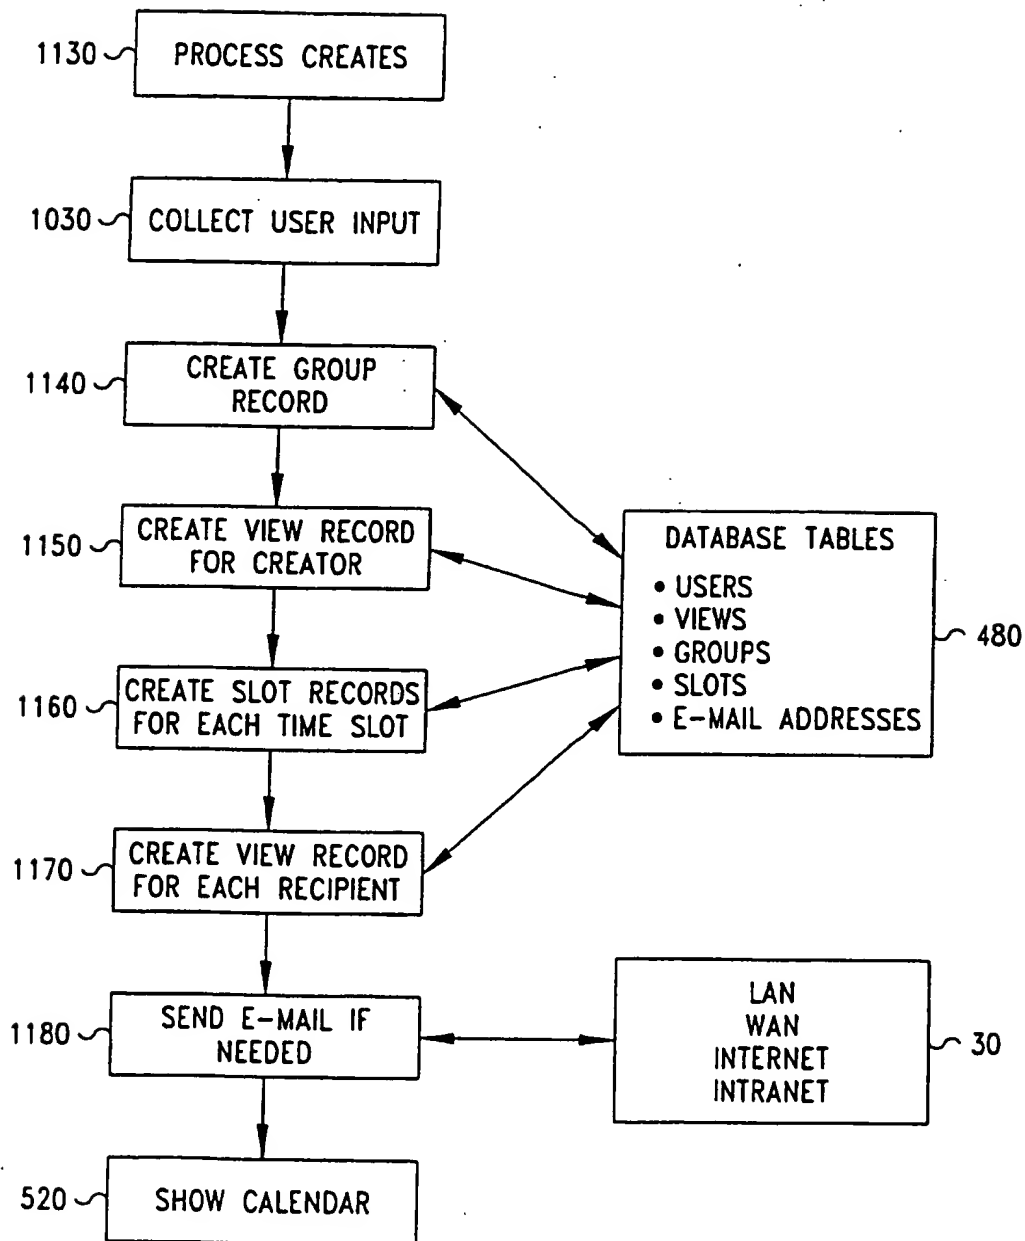 1130
PROCESS CREATES
1030
COLLECT USER INPUT
1140
CREATE GROUP
RECORD
1150
CREATE VIEW RECORD
FOR CREATOR
1160
CREATE SLOT RECORDS
FOR EACH TIME SLOT
1170
CREATE VIEW RECORD
FOR EACH RECIPIENT
1180
SEND E-MAIL IF
NEEDED
520
SHOW CALENDAR
DATABASE TABLES
• USERS
• VIEWS
• GROUPS
• SLOTS
• E-MAIL ADDRESSES
480
LAN
WAN
INTERNET
INTRANET
30